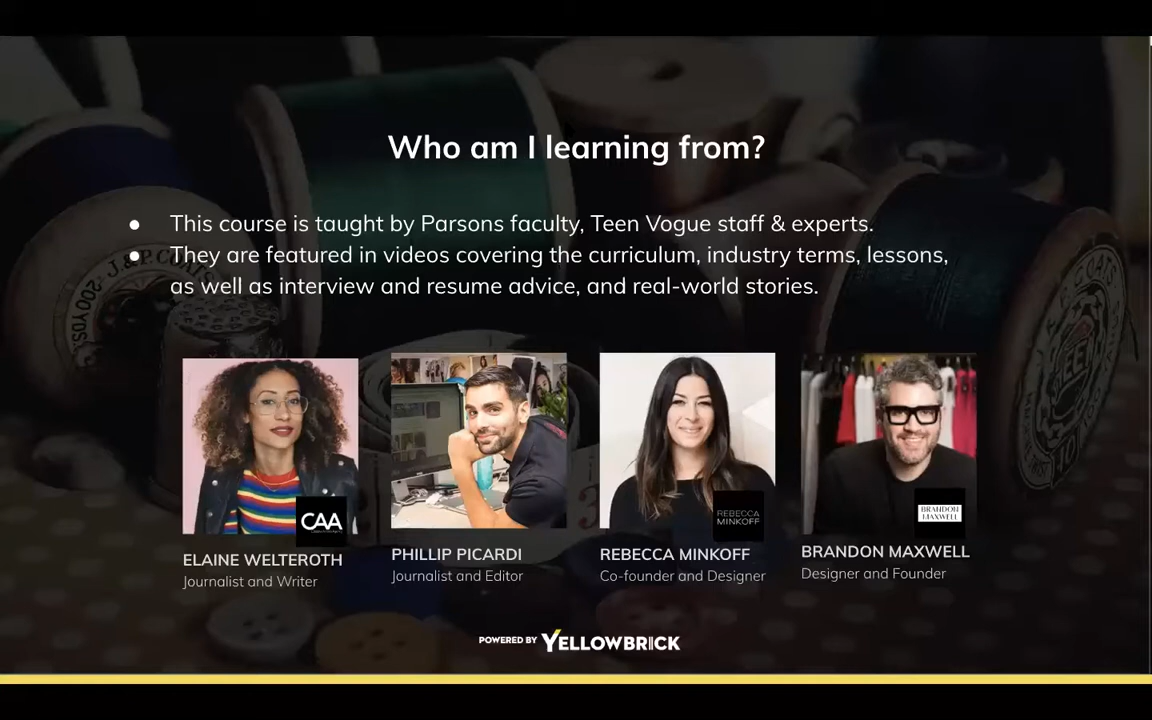 Who am I learning from?
● This course is taught by Parsons faculty, Teen Vogue staff & experts.
● They are featured in videos covering the curriculum, industry terms, lessons,
as well as interview and resume advice, and real-world stories.
J. & P. COATS
200 YDS.
CAA
REBECCA
MINKOFF
BRANDON
MAXWELL
ELAINE WELTEROTH
Journalist and Writer
PHILLIP PICARDI
Journalist and Editor
REBECCA MINKOFF
Co-founder and Designer
BRANDON MAXWELL
Designer and Founder
POWERED BY YELLOWBRICK